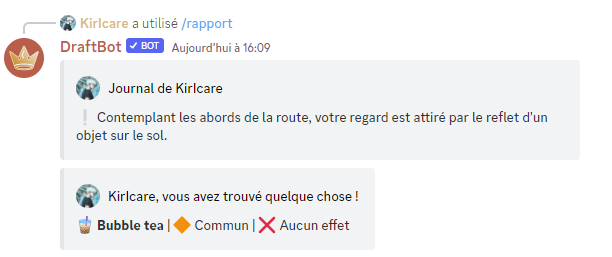 Kirlcare a utilisé /rapport
DraftBot ✓ BOT Aujourd'hui à 16:09
Journal de Kirlcare
❕ Contemplant les abords de la route, votre regard est attiré par le reflet d'un
objet sur le sol.
Kirlcare, vous avez trouvé quelque chose !
🧋 Bubble tea | 🔶 Commun | ❌ Aucun effet